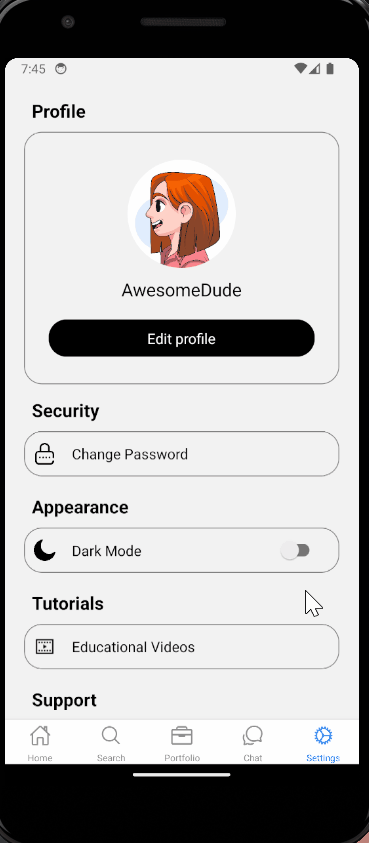 7:45
Profile
AwesomeDude
Edit profile
Security
Change Password
Appearance
Dark Mode
Tutorials
Educational Videos
Support
Home Search Portfolio Chat Settings